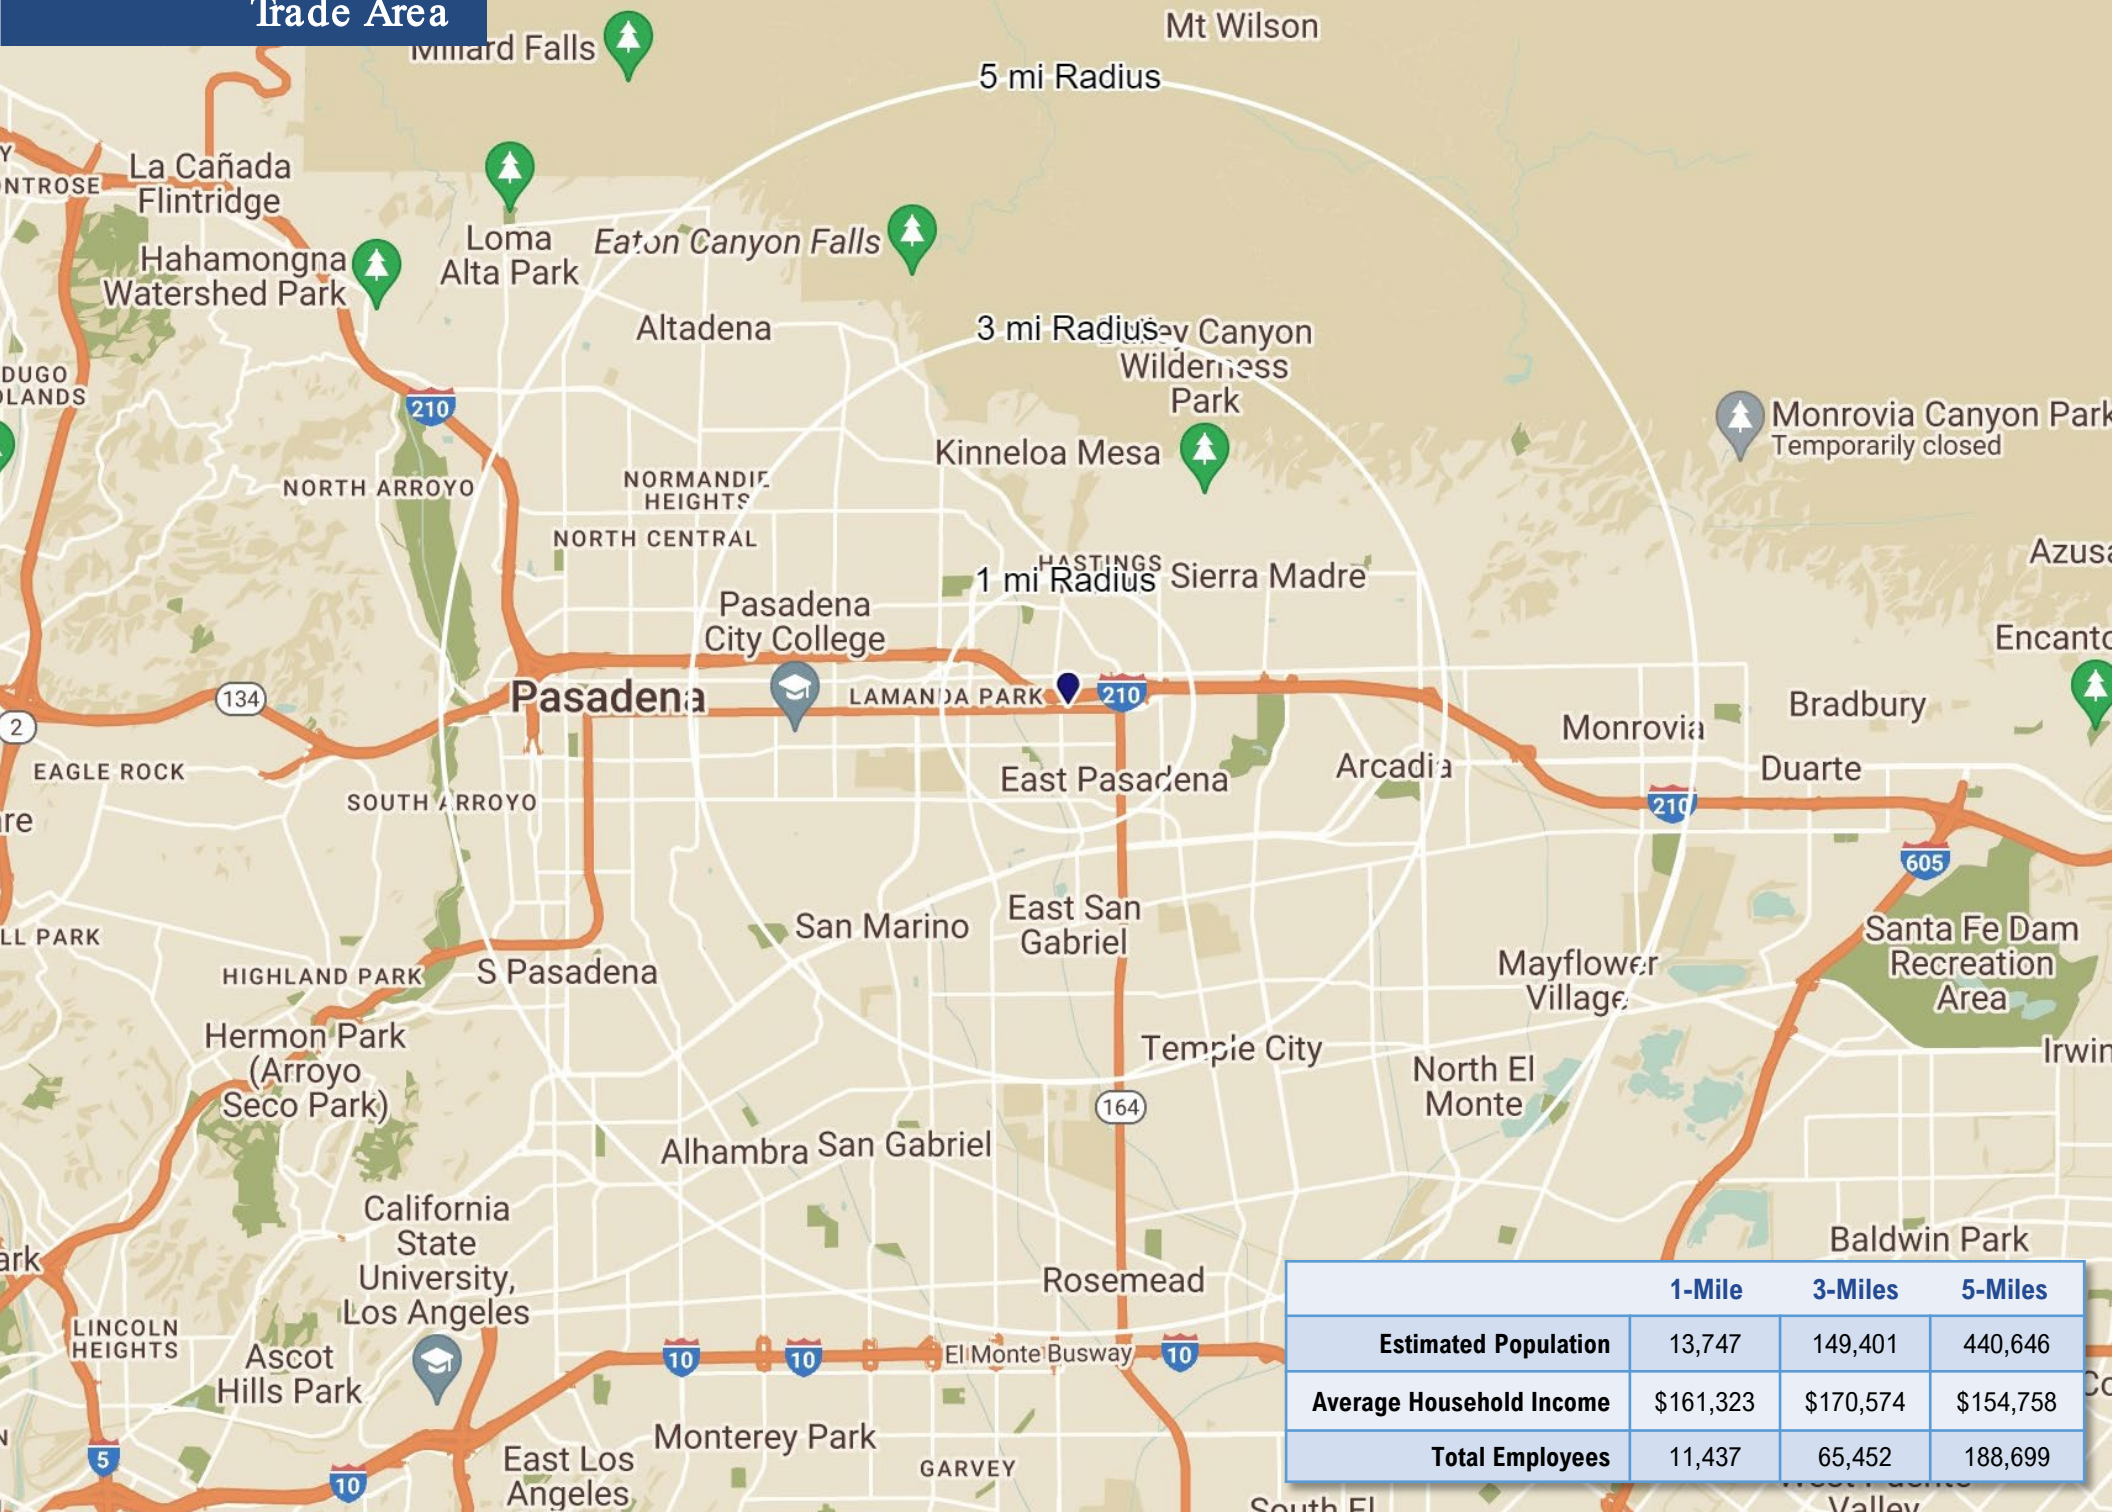 Trade Area
Mt Wilson
Millard Falls
5 mi Radius
La Cañada
Flintridge
Loma
Alta Park
Eaton Canyon Falls
Hahamongna
Watershed Park
Altadena
3 mi Radius
Canyon
Wilderness
Park
210
Monrovia Canyon Park
Temporarily closed
Kinneloa Mesa
NORTH ARROYO
NORMANDIE
HEIGHTS
NORTH CENTRAL
HASTINGS
1 mi Radius
Sierra Madre
Pasadena
City College
134
2
Pasadena
LAMANDA PARK
210
Monrovia
Bradbury
EAGLE ROCK
SOUTH ARROYO
East Pasadena
Arcadia
Duarte
210
605
San Marino
East San
Gabriel
Santa Fe Dam
Recreation
Area
HIGHLAND PARK
S Pasadena
Mayflower
Village
Hermon Park
(Arroyo
Seco Park)
Temple City
North El
Monte
164
Alhambra
San Gabriel
California
State
University,
Los Angeles
Rosemead
Baldwin Park
LINCOLN
HEIGHTS
Ascot
Hills Park
10
10
El Monte Busway
10
Monterey Park
East Los
Angeles
GARVEY
5
10
South El
Valley
1-Mile 3-Miles 5-Miles
Estimated Population 13,747 149,401 440,646
Average Household Income $161,323 $170,574 $154,758
Total Employees 11,437 65,452 188,699